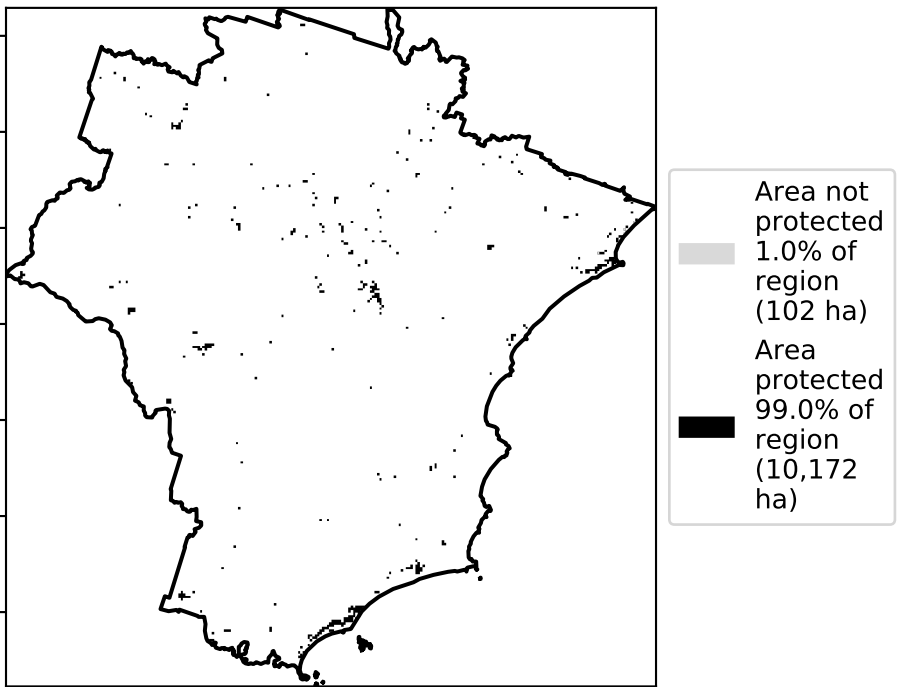 Area not
protected
1.0% of
region
(102 ha)
Area
protected
99.0% of
region
(10,172
ha)